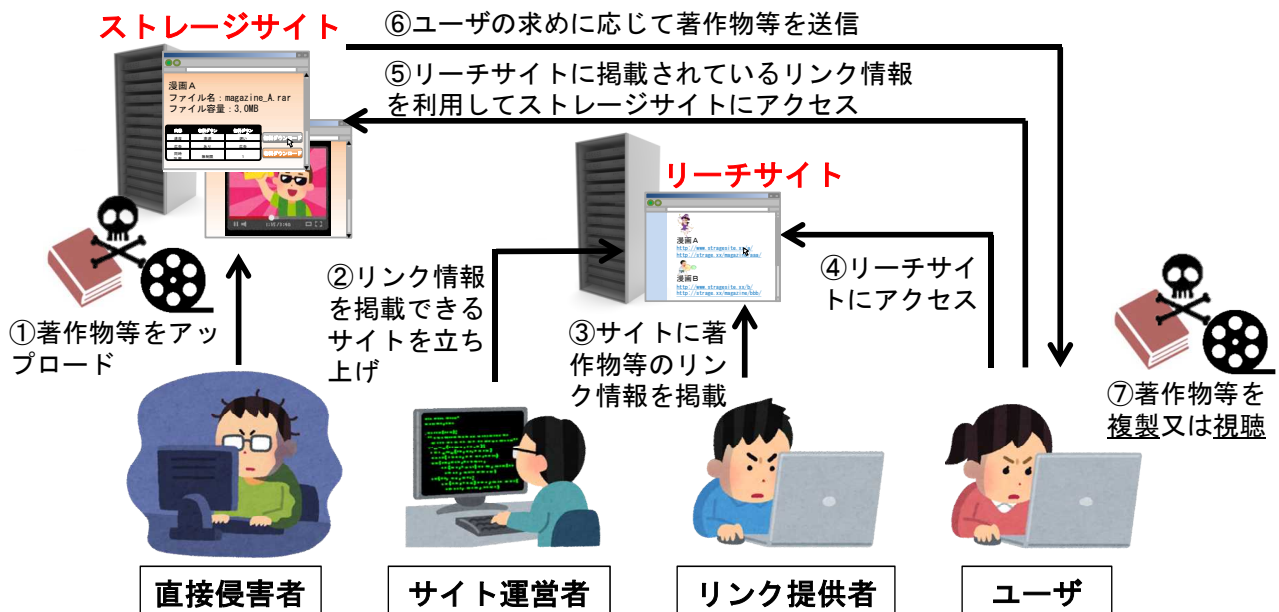 ストレージサイト
⑥ユーザの求めに応じて著作物等を送信
⑤リーチサイトに掲載されているリンク情報
を利用してストレージサイトにアクセス
漫画A
ファイル名:magazine_A.rar
ファイル容量:3,0MB
リーチサイト
漫画A
漫画B
①著作物等をアッ
プロード
②リンク情報
を掲載できる
サイトを立ち
上げ
③サイトに著
作物等のリン
ク情報を掲載
④リーチサイ
トにアクセス
⑦著作物等を
複製又は視聴
直接侵害者
サイト運営者
リンク提供者
ユーザ